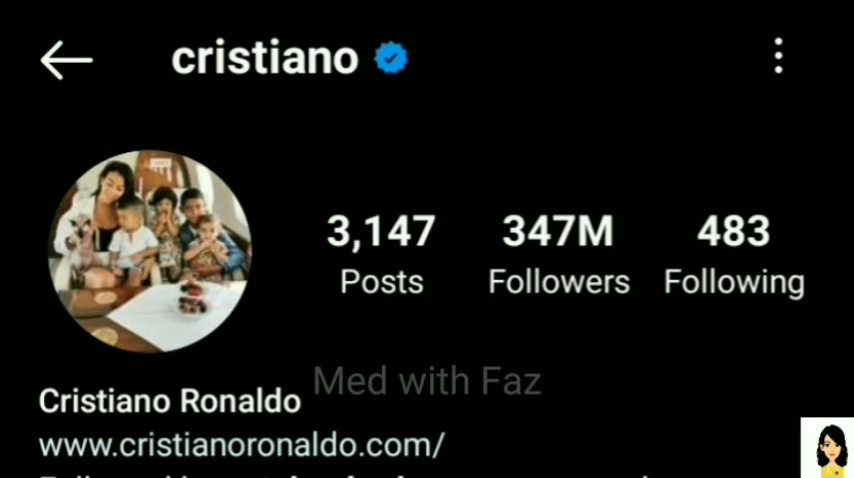 cristiano
3,147 347M 483
Posts Followers Following
Med with Faz
Cristiano Ronaldo
www.cristianoronaldo.com/